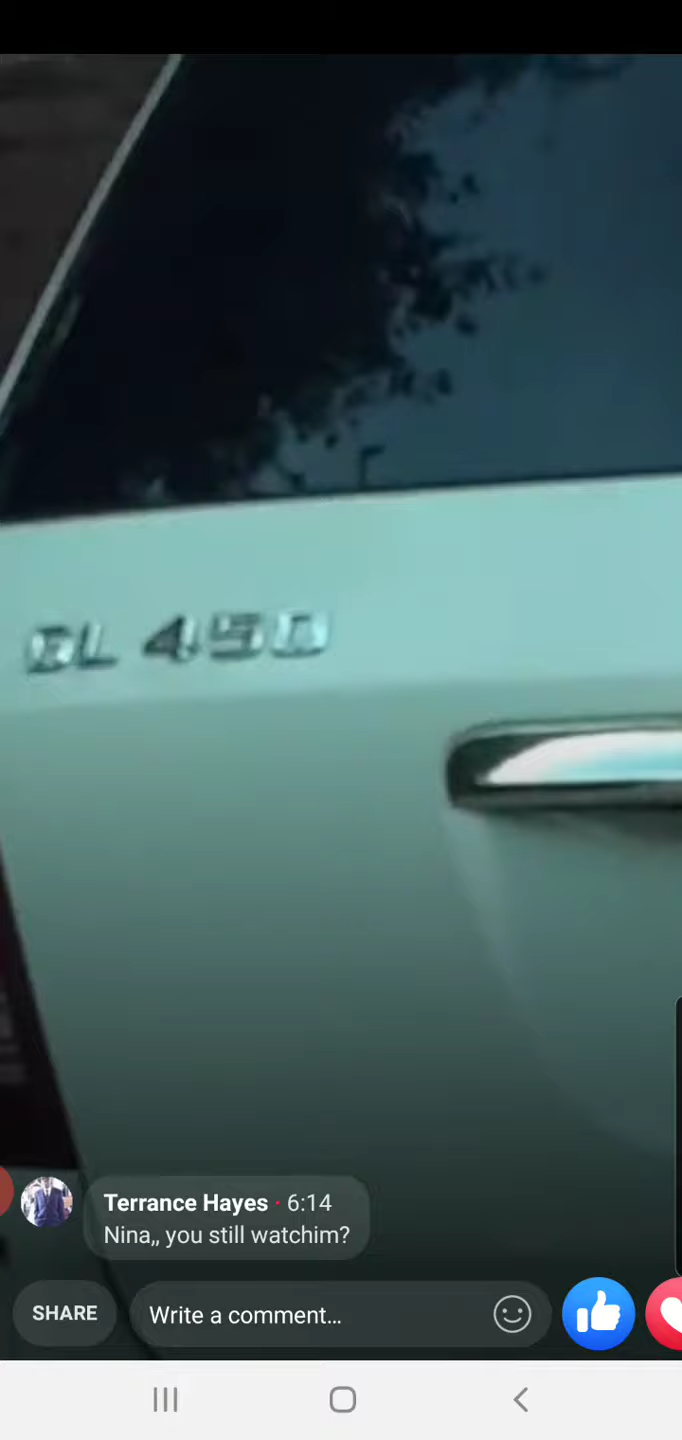 GL 450
Terrance Hayes · 6:14
Nina,, you still watchim?
SHARE
Write a comment...